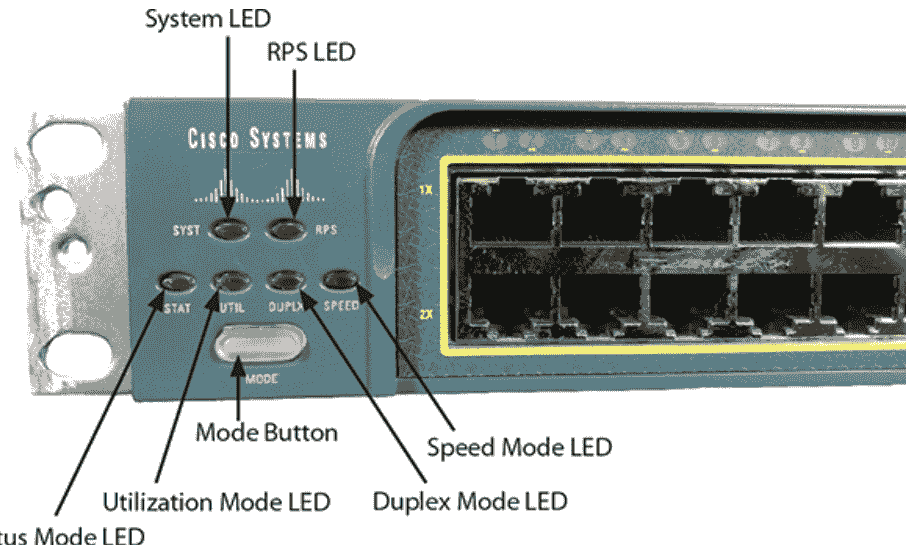 System LED
RPS LED
CISCO SYSTEMS
SYST
RPS
1X
STAT
UTIL
DUPLX
SPEED
2X
MODE
Mode Button
Speed Mode LED
Utilization Mode LED
Duplex Mode LED
tus Mode LED